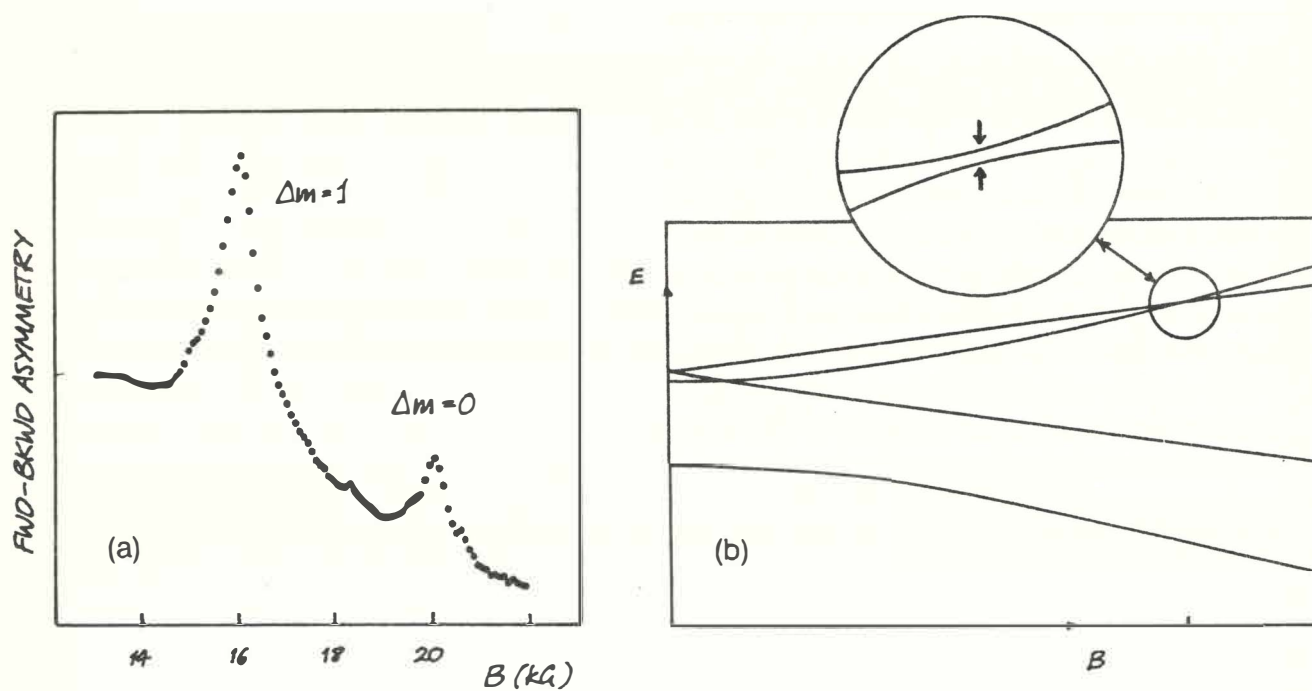 FWD-BKWD ASYMMETRY
Δm=1
Δm=0
(a)
14 16 18 20
B (kG)
E
(b)
B